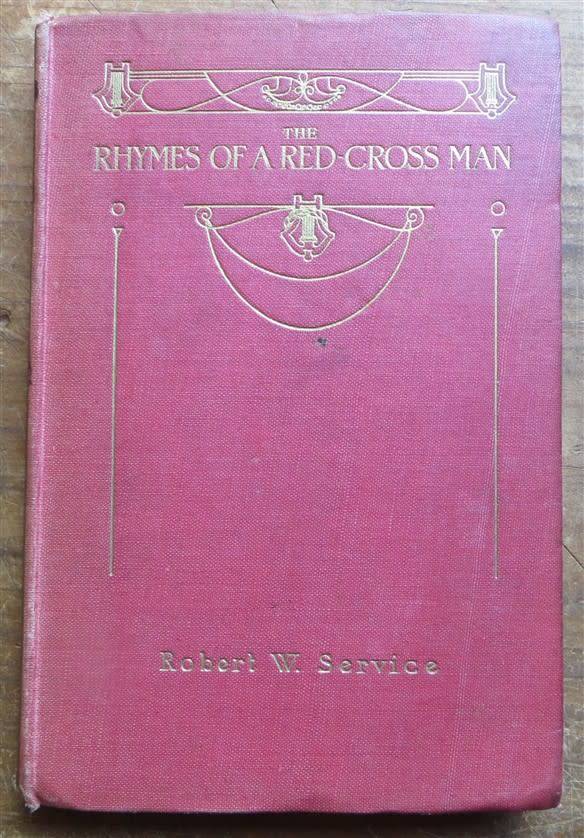 THE
RHYMES OF A RED-CROSS MAN
Robert W. Service